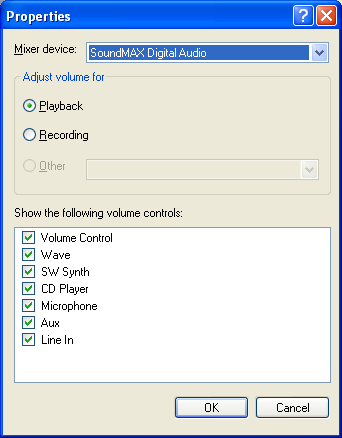 Properties
Mixer device: SoundMAX Digital Audio
Adjust volume for
Playback
Recording
Other
Show the following volume controls:
Volume Control
Wave
SW Synth
CD Player
Microphone
Aux
Line In
OK Cancel